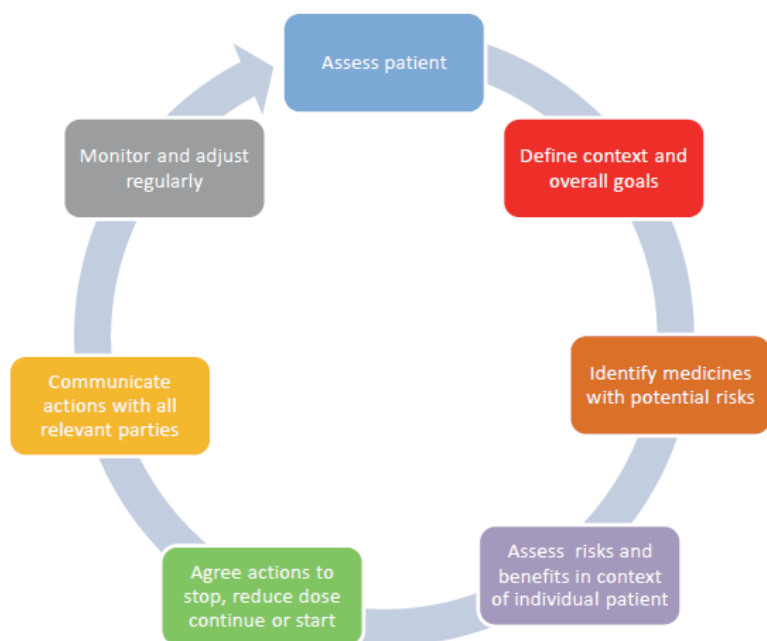 Assess patient
Define context and
overall goals
Identify medicines
with potential risks
Assess risks and
benefits in context
of individual patient
Agree actions to
stop, reduce dose
continue or start
Communicate
actions with all
relevant parties
Monitor and adjust
regularly